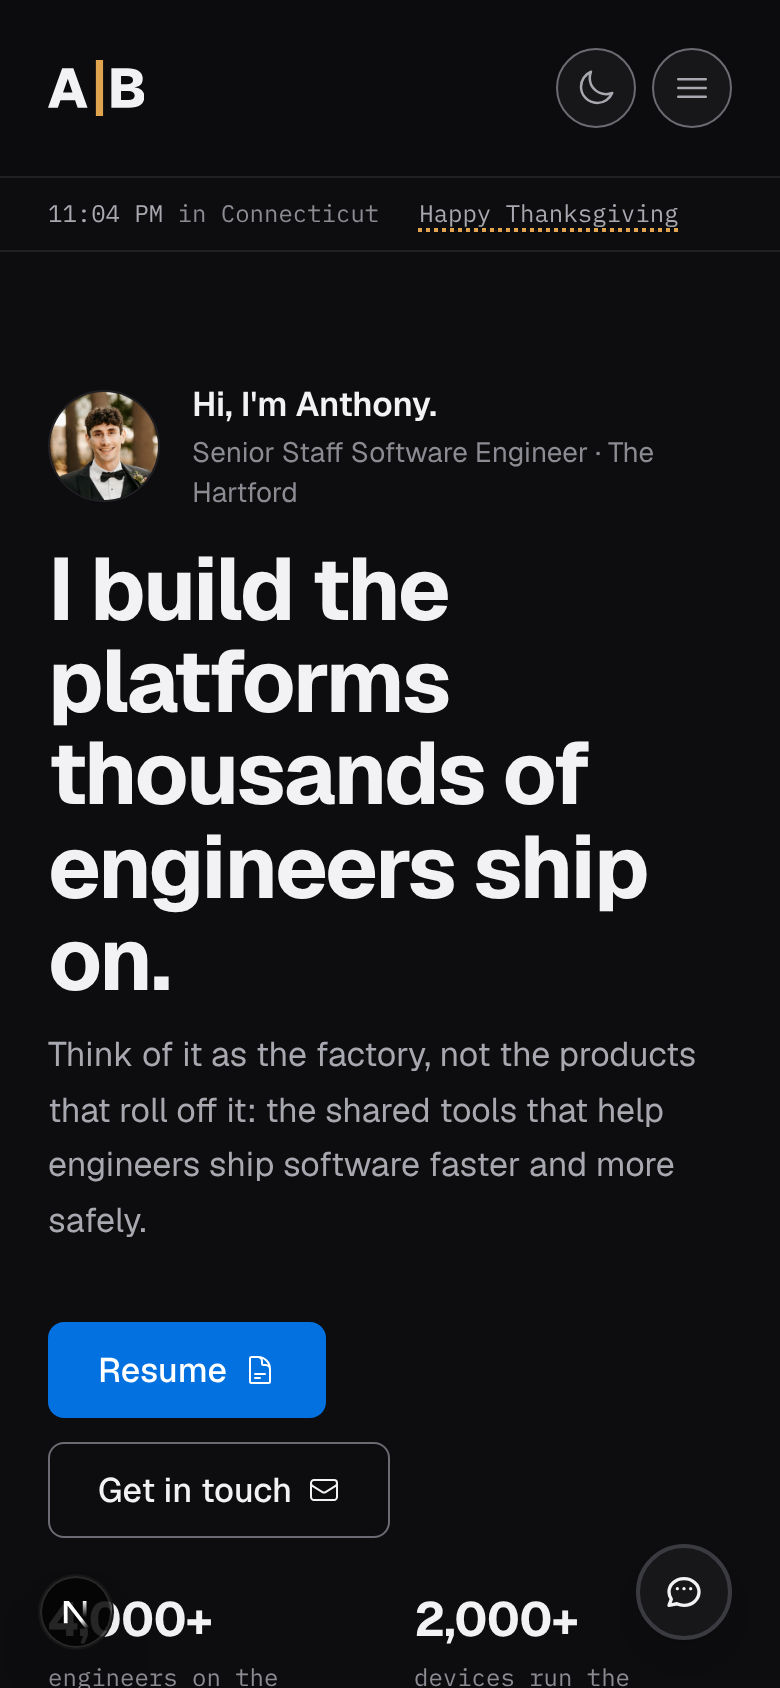 A|B
11:04 PM in Connecticut Happy Thanksgiving
Hi, I'm Anthony.
Senior Staff Software Engineer · The
Hartford
I build the
platforms
thousands of
engineers ship
on.
Think of it as the factory, not the products
that roll off it: the shared tools that help
engineers ship software faster and more
safely.
Resume
Get in touch
N
4,000+ 2,000+
engineers on the devices run the